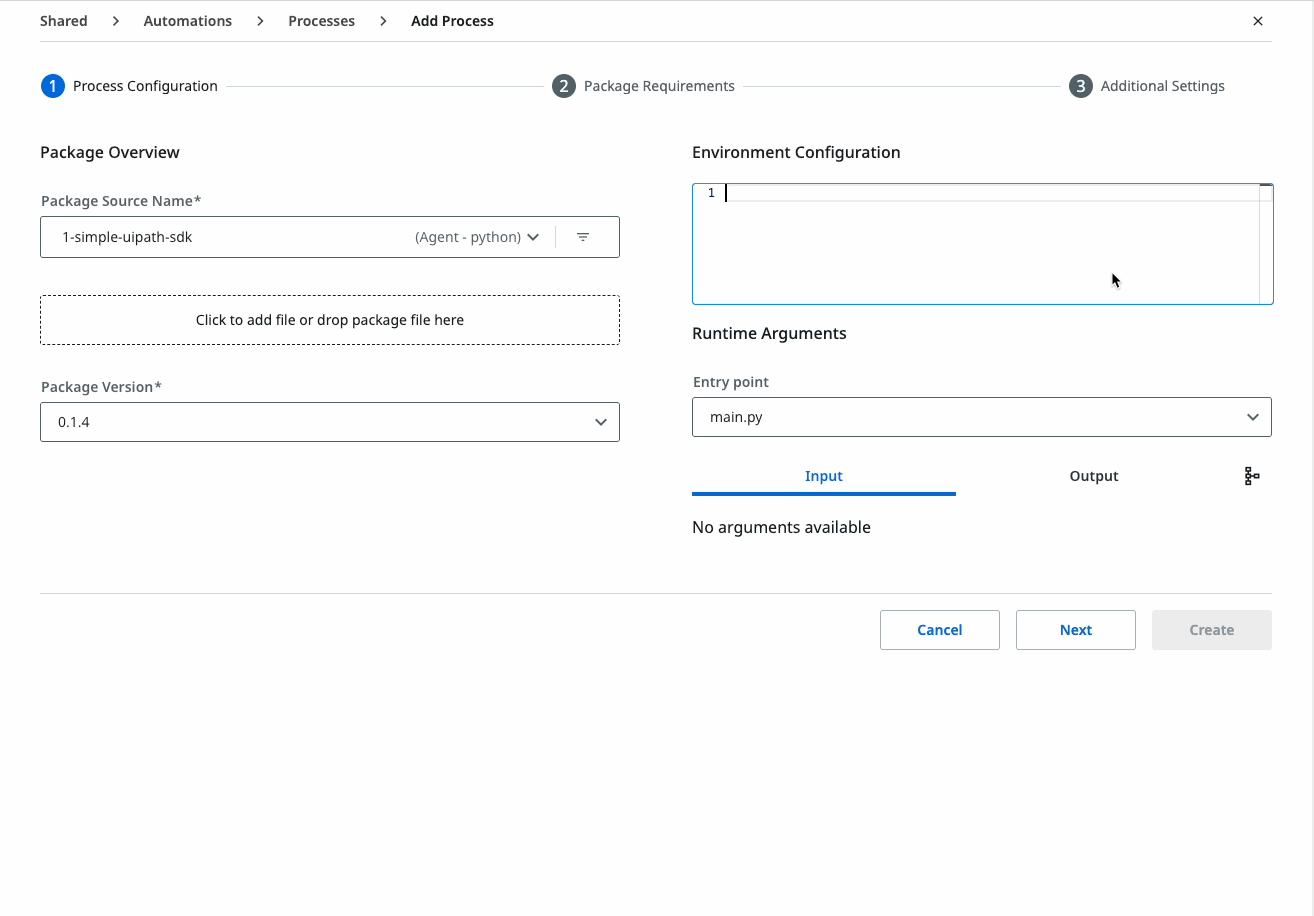 Shared > Automations > Processes > Add Process
1 Process Configuration
2 Package Requirements
3 Additional Settings
Package Overview
Package Source Name*
1-simple-uipath-sdk (Agent - python)
Click to add file or drop package file here
Package Version*
0.1.4
Environment Configuration
1
Runtime Arguments
Entry point
main.py
Input
Output
No arguments available
Cancel
Next
Create